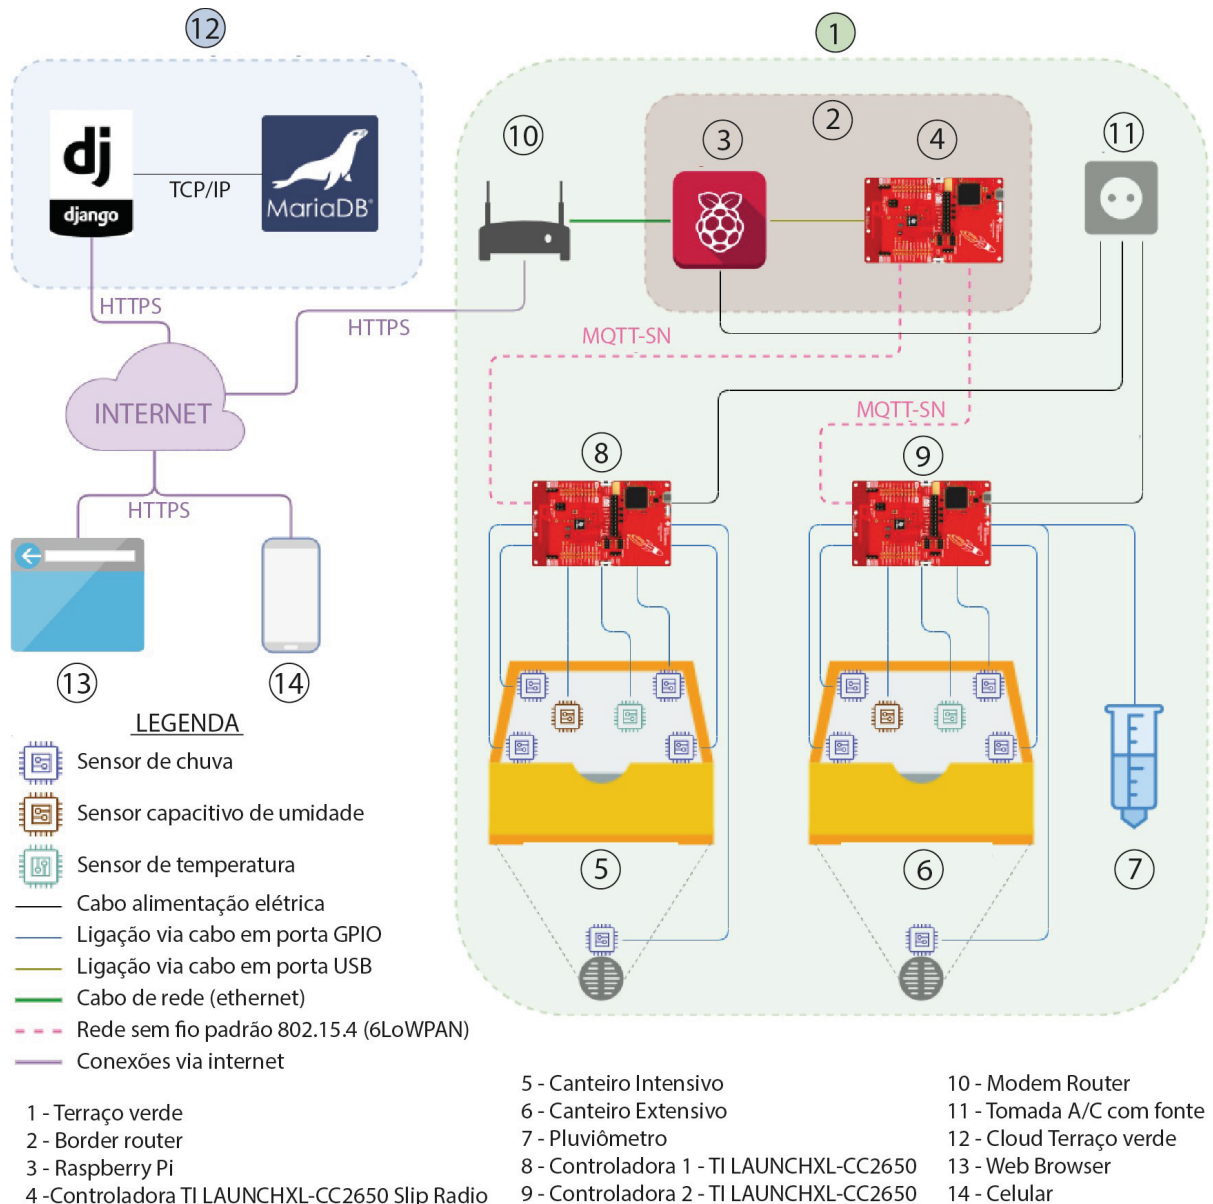 12
1
dj
django
TCP/IP
MariaDB
10
3
2
4
11
HTTPS
HTTPS
MQTT-SN
INTERNET
MQTT-SN
8
9
HTTPS
13
14
LEGENDA
Sensor de chuva
Sensor capacitivo de umidade
Sensor de temperatura
Cabo alimentação elétrica
Ligação via cabo em porta GPIO
Ligação via cabo em porta USB
Cabo de rede (ethernet)
Rede sem fio padrão 802.15.4 (6LoWPAN)
Conexões via internet
5
6
7
1 - Terraço verde
2 - Border router
3 - Raspberry Pi
4 -Controladora TI LAUNCHXL-CC2650 Slip Radio
5 - Canteiro Intensivo
6 - Canteiro Extensivo
7 - Pluviômetro
8 - Controladora 1 - TI LAUNCHXL-CC2650
9 - Controladora 2 - TI LAUNCHXL-CC2650
10 - Modem Router
11 - Tomada A/C com fonte
12 - Cloud Terraço verde
13 - Web Browser
14 - Celular